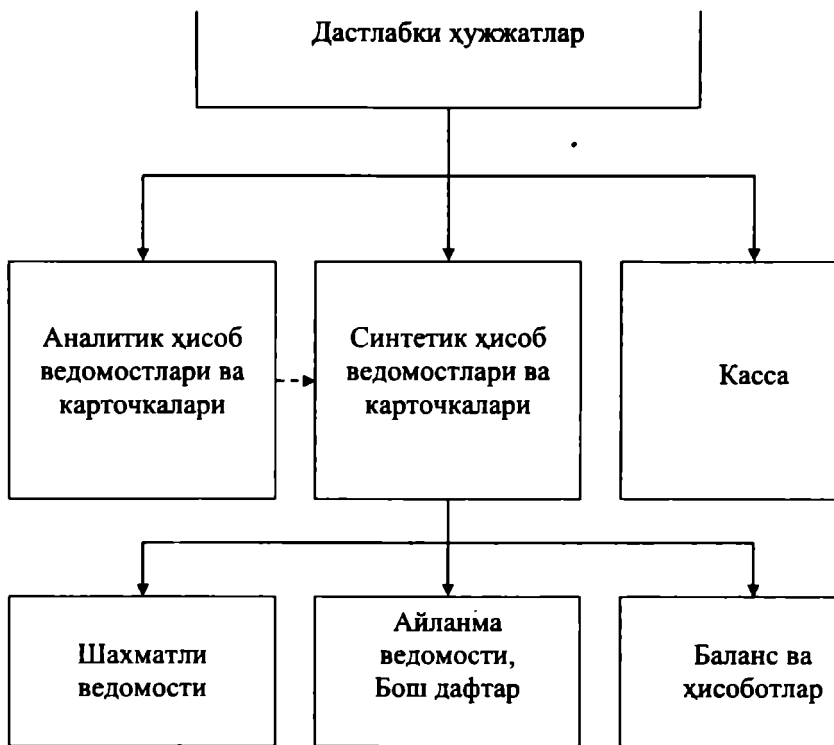 Дастлабки ҳужжатлар
Аналитик ҳисоб
ведомостлари ва
карточкалари
Синтетик ҳисоб
ведомостлари ва
карточкалари
Касса
Шахматли
ведомости
Айланма
ведомости,
Бош дафтар
Баланс ва
ҳисоботлар